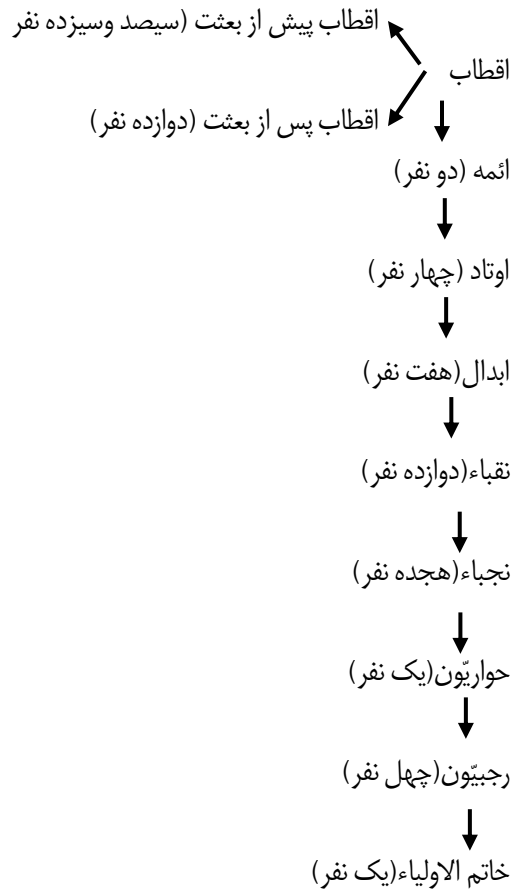 اقطاب پیش از بعثت (سیصد وسیزده نفر
اقطاب
اقطاب پس از بعثت (دوازده نفر)
ائمه (دو نفر)
اوتاد (چهار نفر)
ابدال(هفت نفر)
نقباء(دوازده نفر)
نجباء(هجده نفر)
حواریّون(یک نفر)
رجبیّون(چهل نفر)
خاتم الاولیاء(یک نفر)